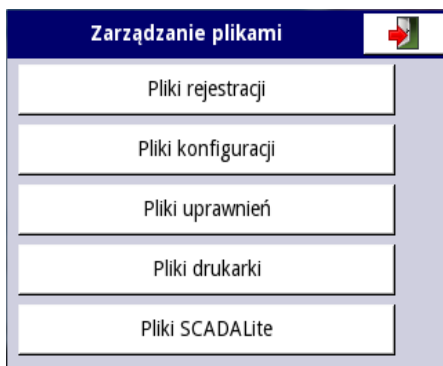 Zarządzanie plikami
Pliki rejestracji
Pliki konfiguracji
Pliki uprawnień
Pliki drukarki
Pliki SCADALite